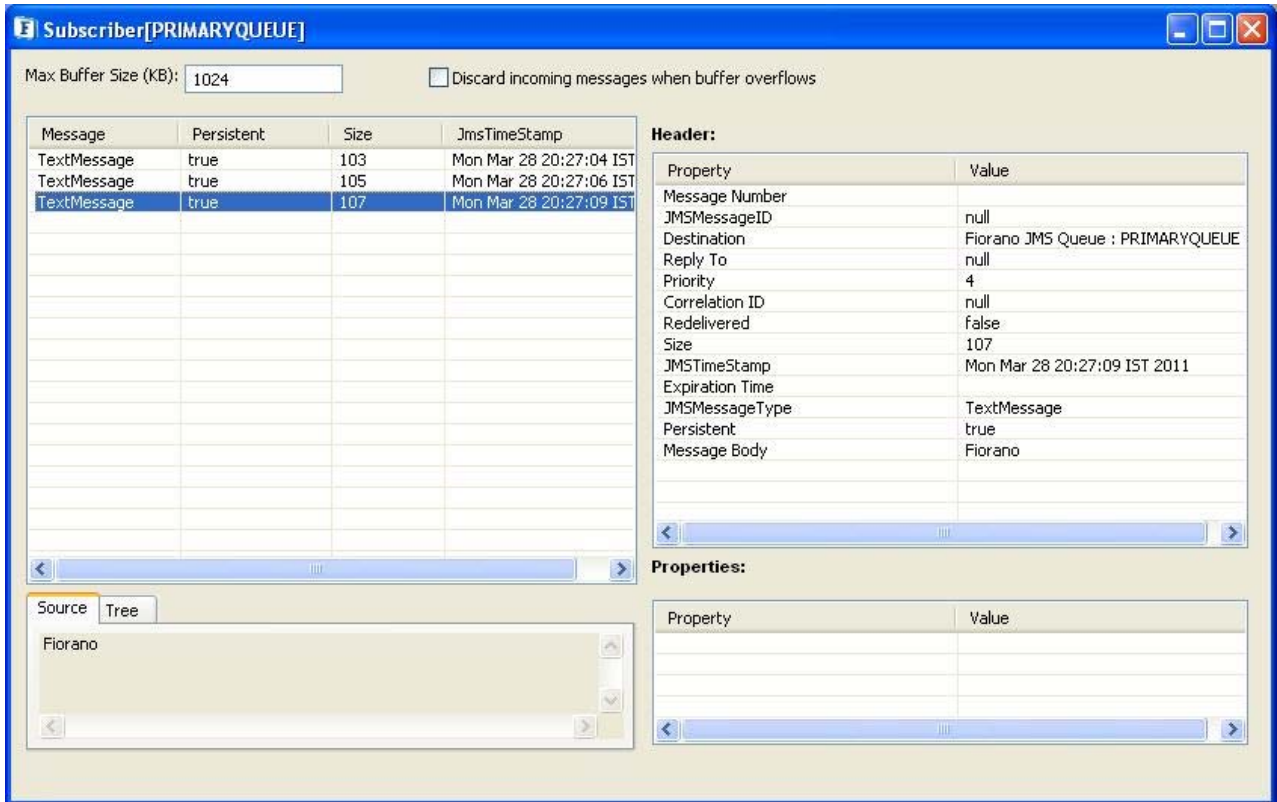 Subscriber[PRIMARYQUEUE]
Max Buffer Size (KB): 1024 Discard incoming messages when buffer overflows
Message Persistent Size JmsTimeStamp
TextMessage true 103 Mon Mar 28 20:27:04 IST
TextMessage true 105 Mon Mar 28 20:27:06 IST
TextMessage true 107 Mon Mar 28 20:27:09 IST
Header:
Property Value
Message Number
JMSMessageID null
Destination Fiorano JMS Queue : PRIMARYQUEUE
Reply To null
Priority 4
Correlation ID null
Redelivered false
Size 107
JMSTimeStamp Mon Mar 28 20:27:09 IST 2011
Expiration Time
JMSMessageType TextMessage
Persistent true
Message Body Fiorano
Source Tree
Fiorano
Properties:
Property Value